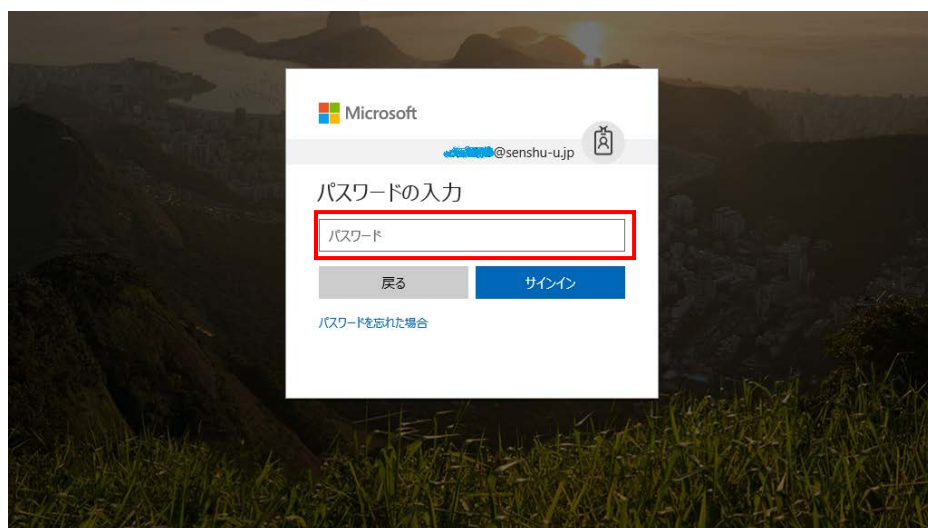 Microsoft
@senshu-u.jp
パスワードの入力
パスワード
戻る
サインイン
パスワードを忘れた場合